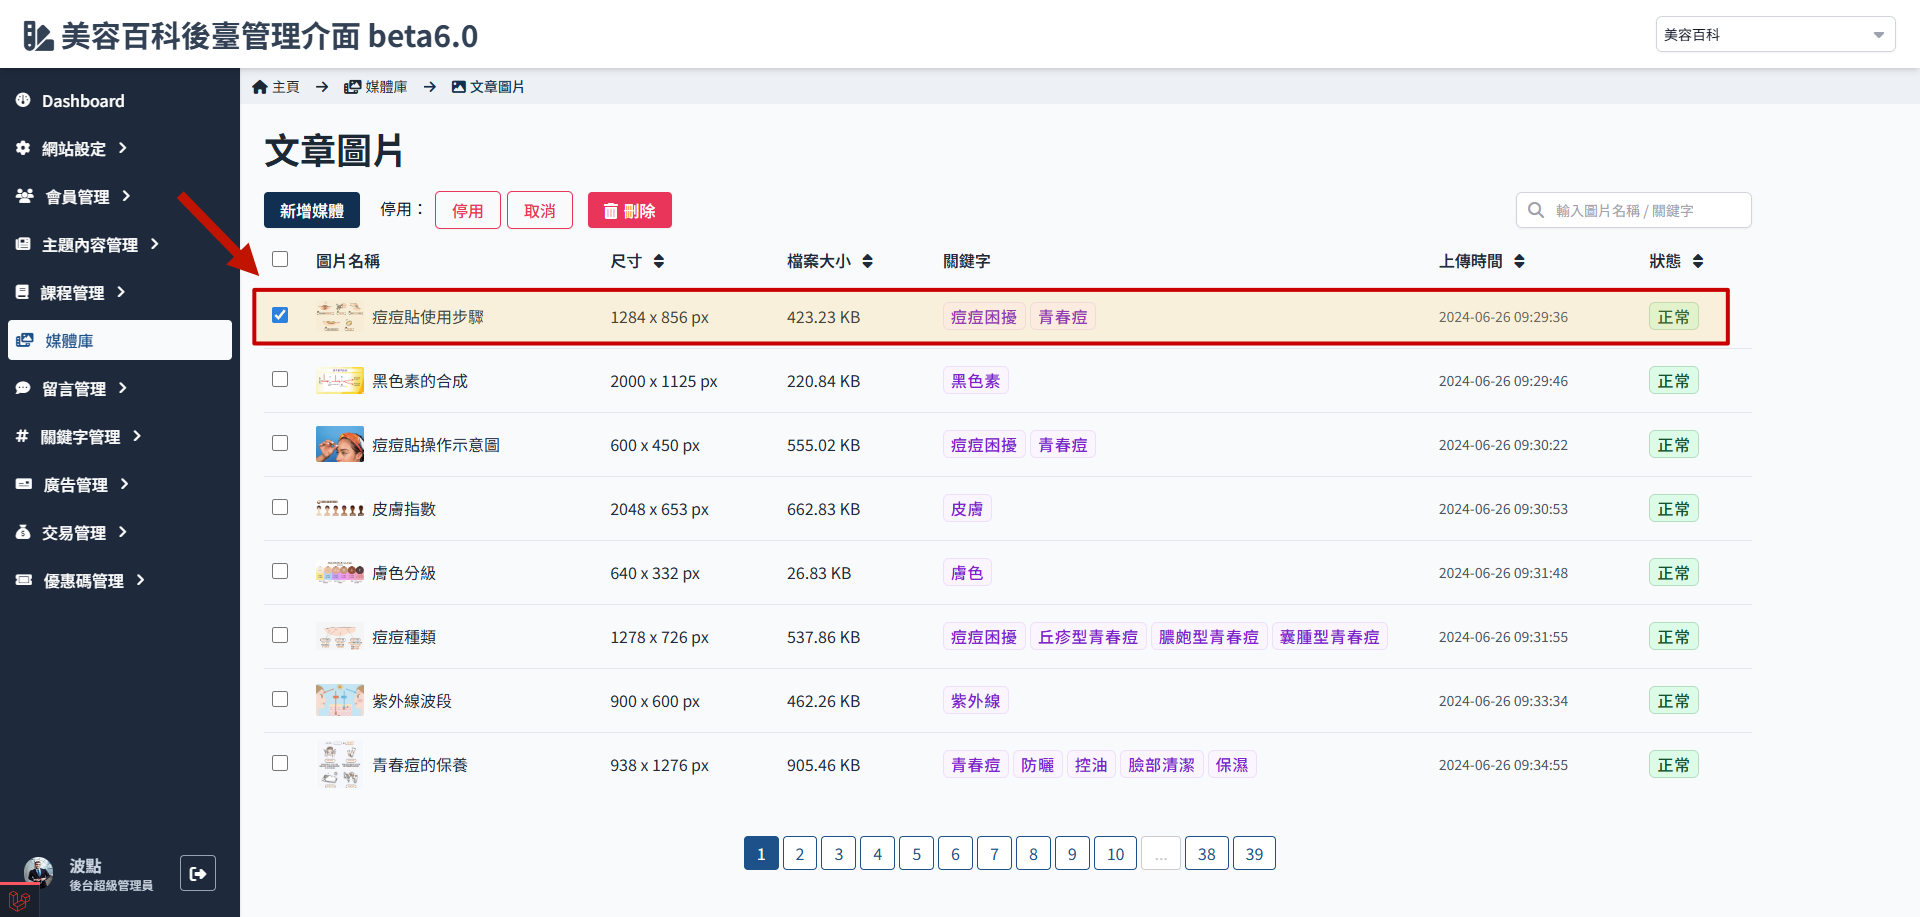 美容百科後臺管理介面 beta6.0
美容百科
Dashboard
網站設定
會員管理
主題內容管理
課程管理
媒體庫
留言管理
關鍵字管理
廣告管理
交易管理
優惠碼管理
波點
後台超級管理員
主頁 → 媒體庫 → 文章圖片
文章圖片
新增媒體 停用： 停用 取消 刪除
輸入圖片名稱 / 關鍵字
圖片名稱 尺寸 檔案大小 關鍵字 上傳時間 狀態
痘痘貼使用步驟 1284 x 856 px 423.23 KB 痘痘困擾 青春痘 2024-06-26 09:29:36 正常
黑色素的合成 2000 x 1125 px 220.84 KB 黑色素 2024-06-26 09:29:46 正常
痘痘貼操作示意圖 600 x 450 px 555.02 KB 痘痘困擾 青春痘 2024-06-26 09:30:22 正常
皮膚指數 2048 x 653 px 662.83 KB 皮膚 2024-06-26 09:30:53 正常
膚色分級 640 x 332 px 26.83 KB 膚色 2024-06-26 09:31:48 正常
痘痘種類 1278 x 726 px 537.86 KB 痘痘困擾 丘疹型青春痘 膿皰型青春痘 囊腫型青春痘 2024-06-26 09:31:55 正常
紫外線波段 900 x 600 px 462.26 KB 紫外線 2024-06-26 09:33:34 正常
青春痘的保養 938 x 1276 px 905.46 KB 青春痘 防曬 控油 臉部清潔 保濕 2024-06-26 09:34:55 正常
1 2 3 4 5 6 7 8 9 10 ... 38 39